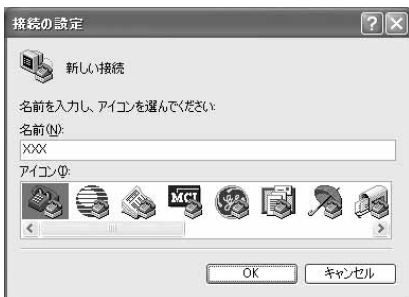 接続の設定
新しい接続
名前を入力し、アイコンを選んでください:
名前(N):
XXX
アイコン(I):
MCI
OK
キャンセル